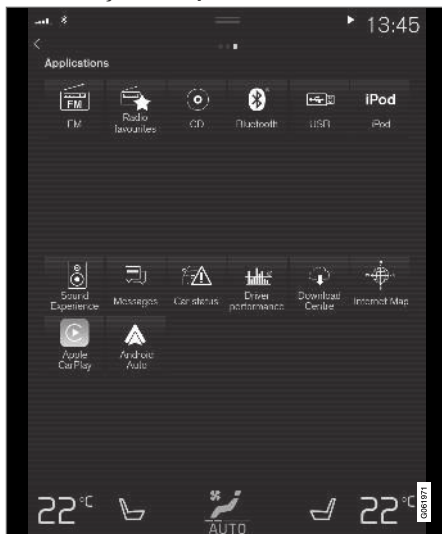 13:45
Applications
FM
iPod
FM
Radio
favourites
CD
Bluetooth
USB
iPod
Sound
Experience
Messages
Car status
Driver
performance
Download
Centre
Internet Map
Apple
CarPlay
Android
Auto
22°C
AUTO
22°C
G061971